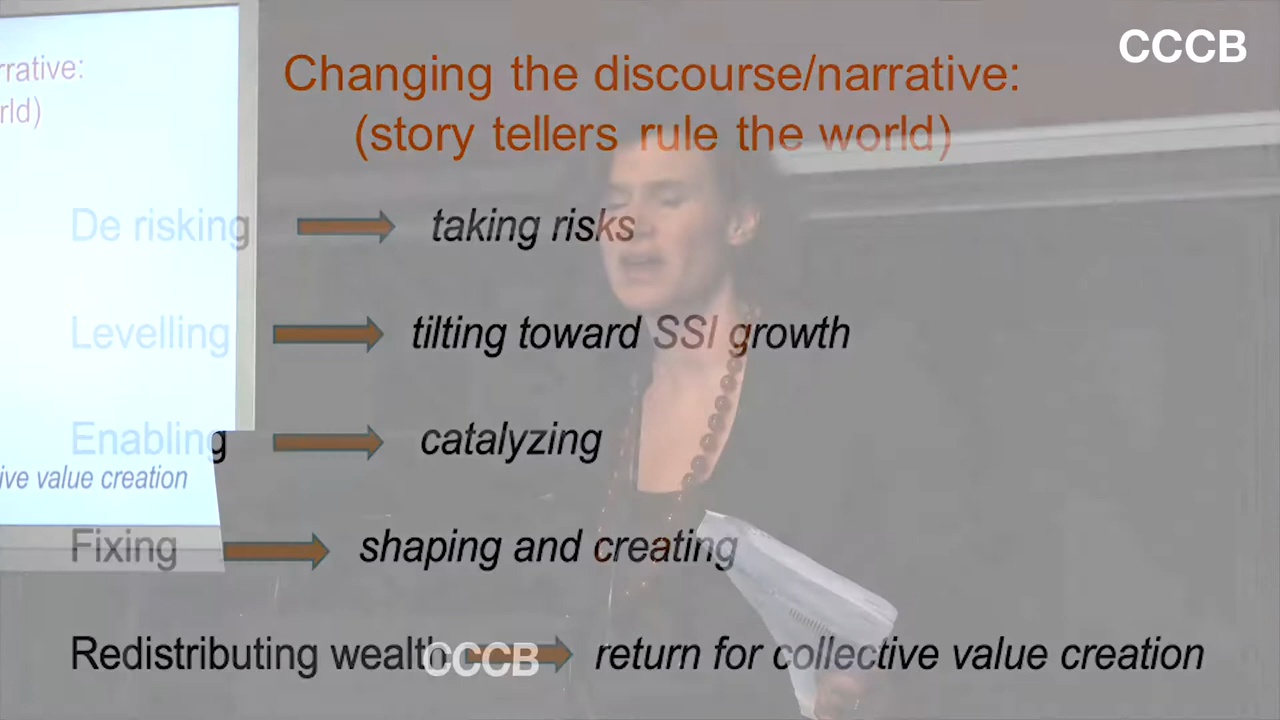 CCCB
rrative:
rld)
ive value creation
Changing the discourse/narrative:
(story tellers rule the world)
De risking taking risks
Levelling tilting toward SSI growth
Enabling catalyzing
Fixing shaping and creating
Redistributing wealth return for collective value creation
CCCB